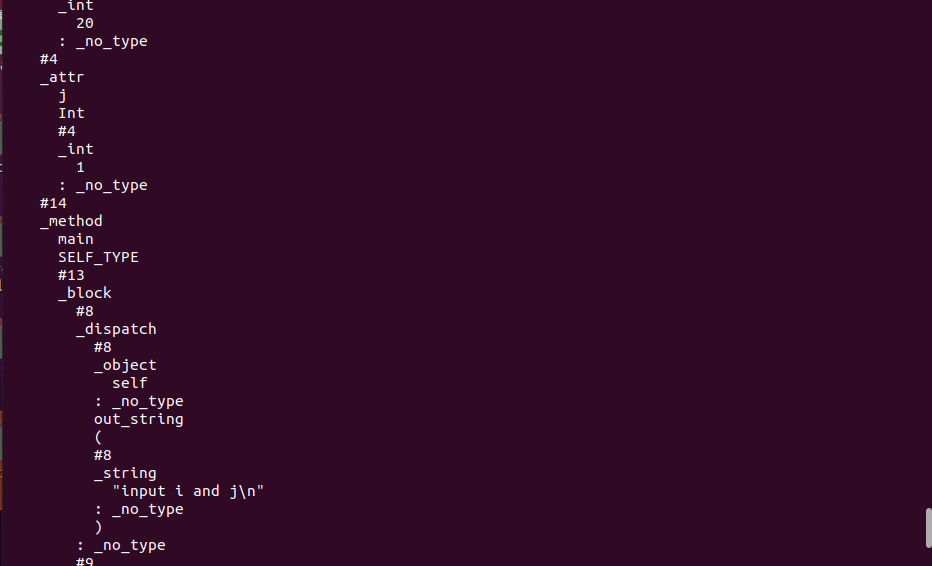 _int
20
: _no_type
#4
_attr
j
Int
#4
_int
1
: _no_type
#14
_method
main
SELF_TYPE
#13
_block
#8
_dispatch
#8
_object
self
: _no_type
out_string
(
#8
_string
"input i and j\n"
: _no_type
)
: _no_type
#9